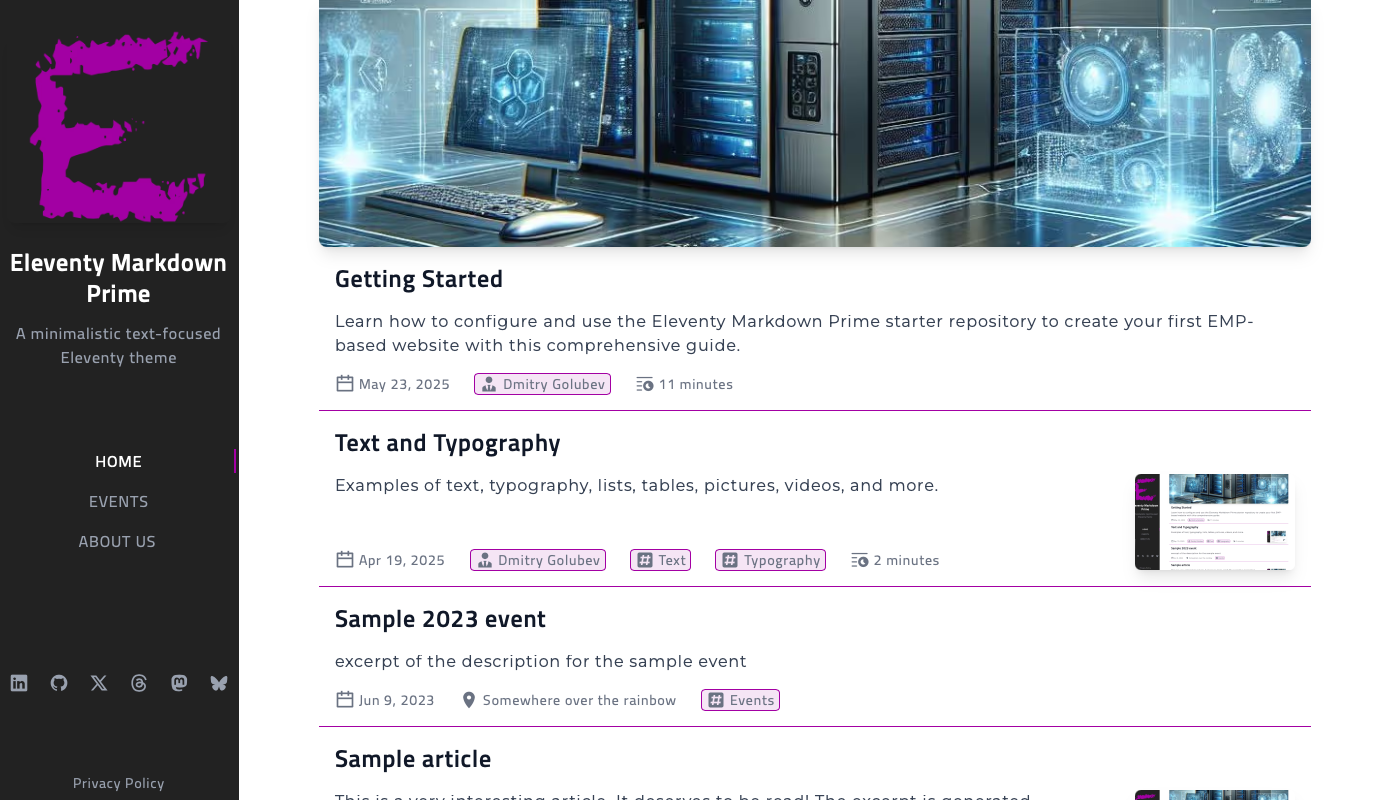 E
Eleventy Markdown
Prime
A minimalistic text-focused
Eleventy theme
HOME
EVENTS
ABOUT US
Privacy Policy
Getting Started
Learn how to configure and use the Eleventy Markdown Prime starter repository to create your first EMP-
based website with this comprehensive guide.
May 23, 2025 Dmitry Golubev 11 minutes
Text and Typography
Examples of text, typography, lists, tables, pictures, videos, and more.
Apr 19, 2025 Dmitry Golubev # Text # Typography 2 minutes
Sample 2023 event
excerpt of the description for the sample event
Jun 9, 2023 Somewhere over the rainbow # Events
Sample article
This is a very interesting article. It deserves to be read! The excerpt is generated